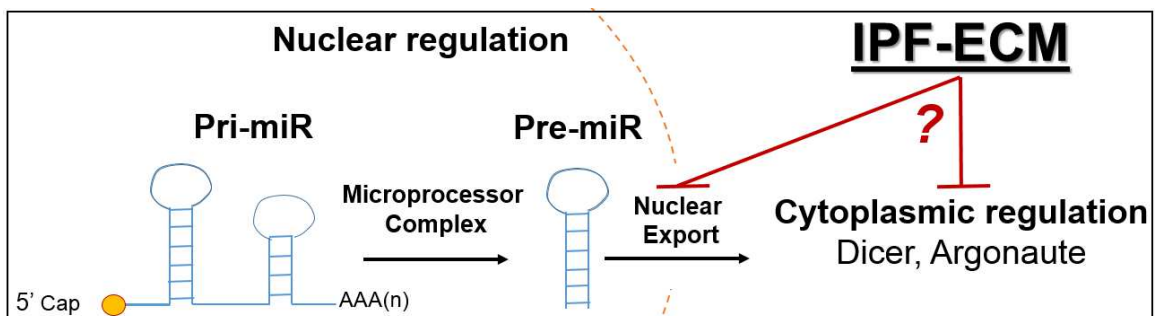 Nuclear regulation
IPF-ECM
Pri-miR
Pre-miR
?
Microprocessor
Complex
Nuclear
Export
Cytoplasmic regulation
Dicer, Argonaute
5’ Cap
AAA(n)